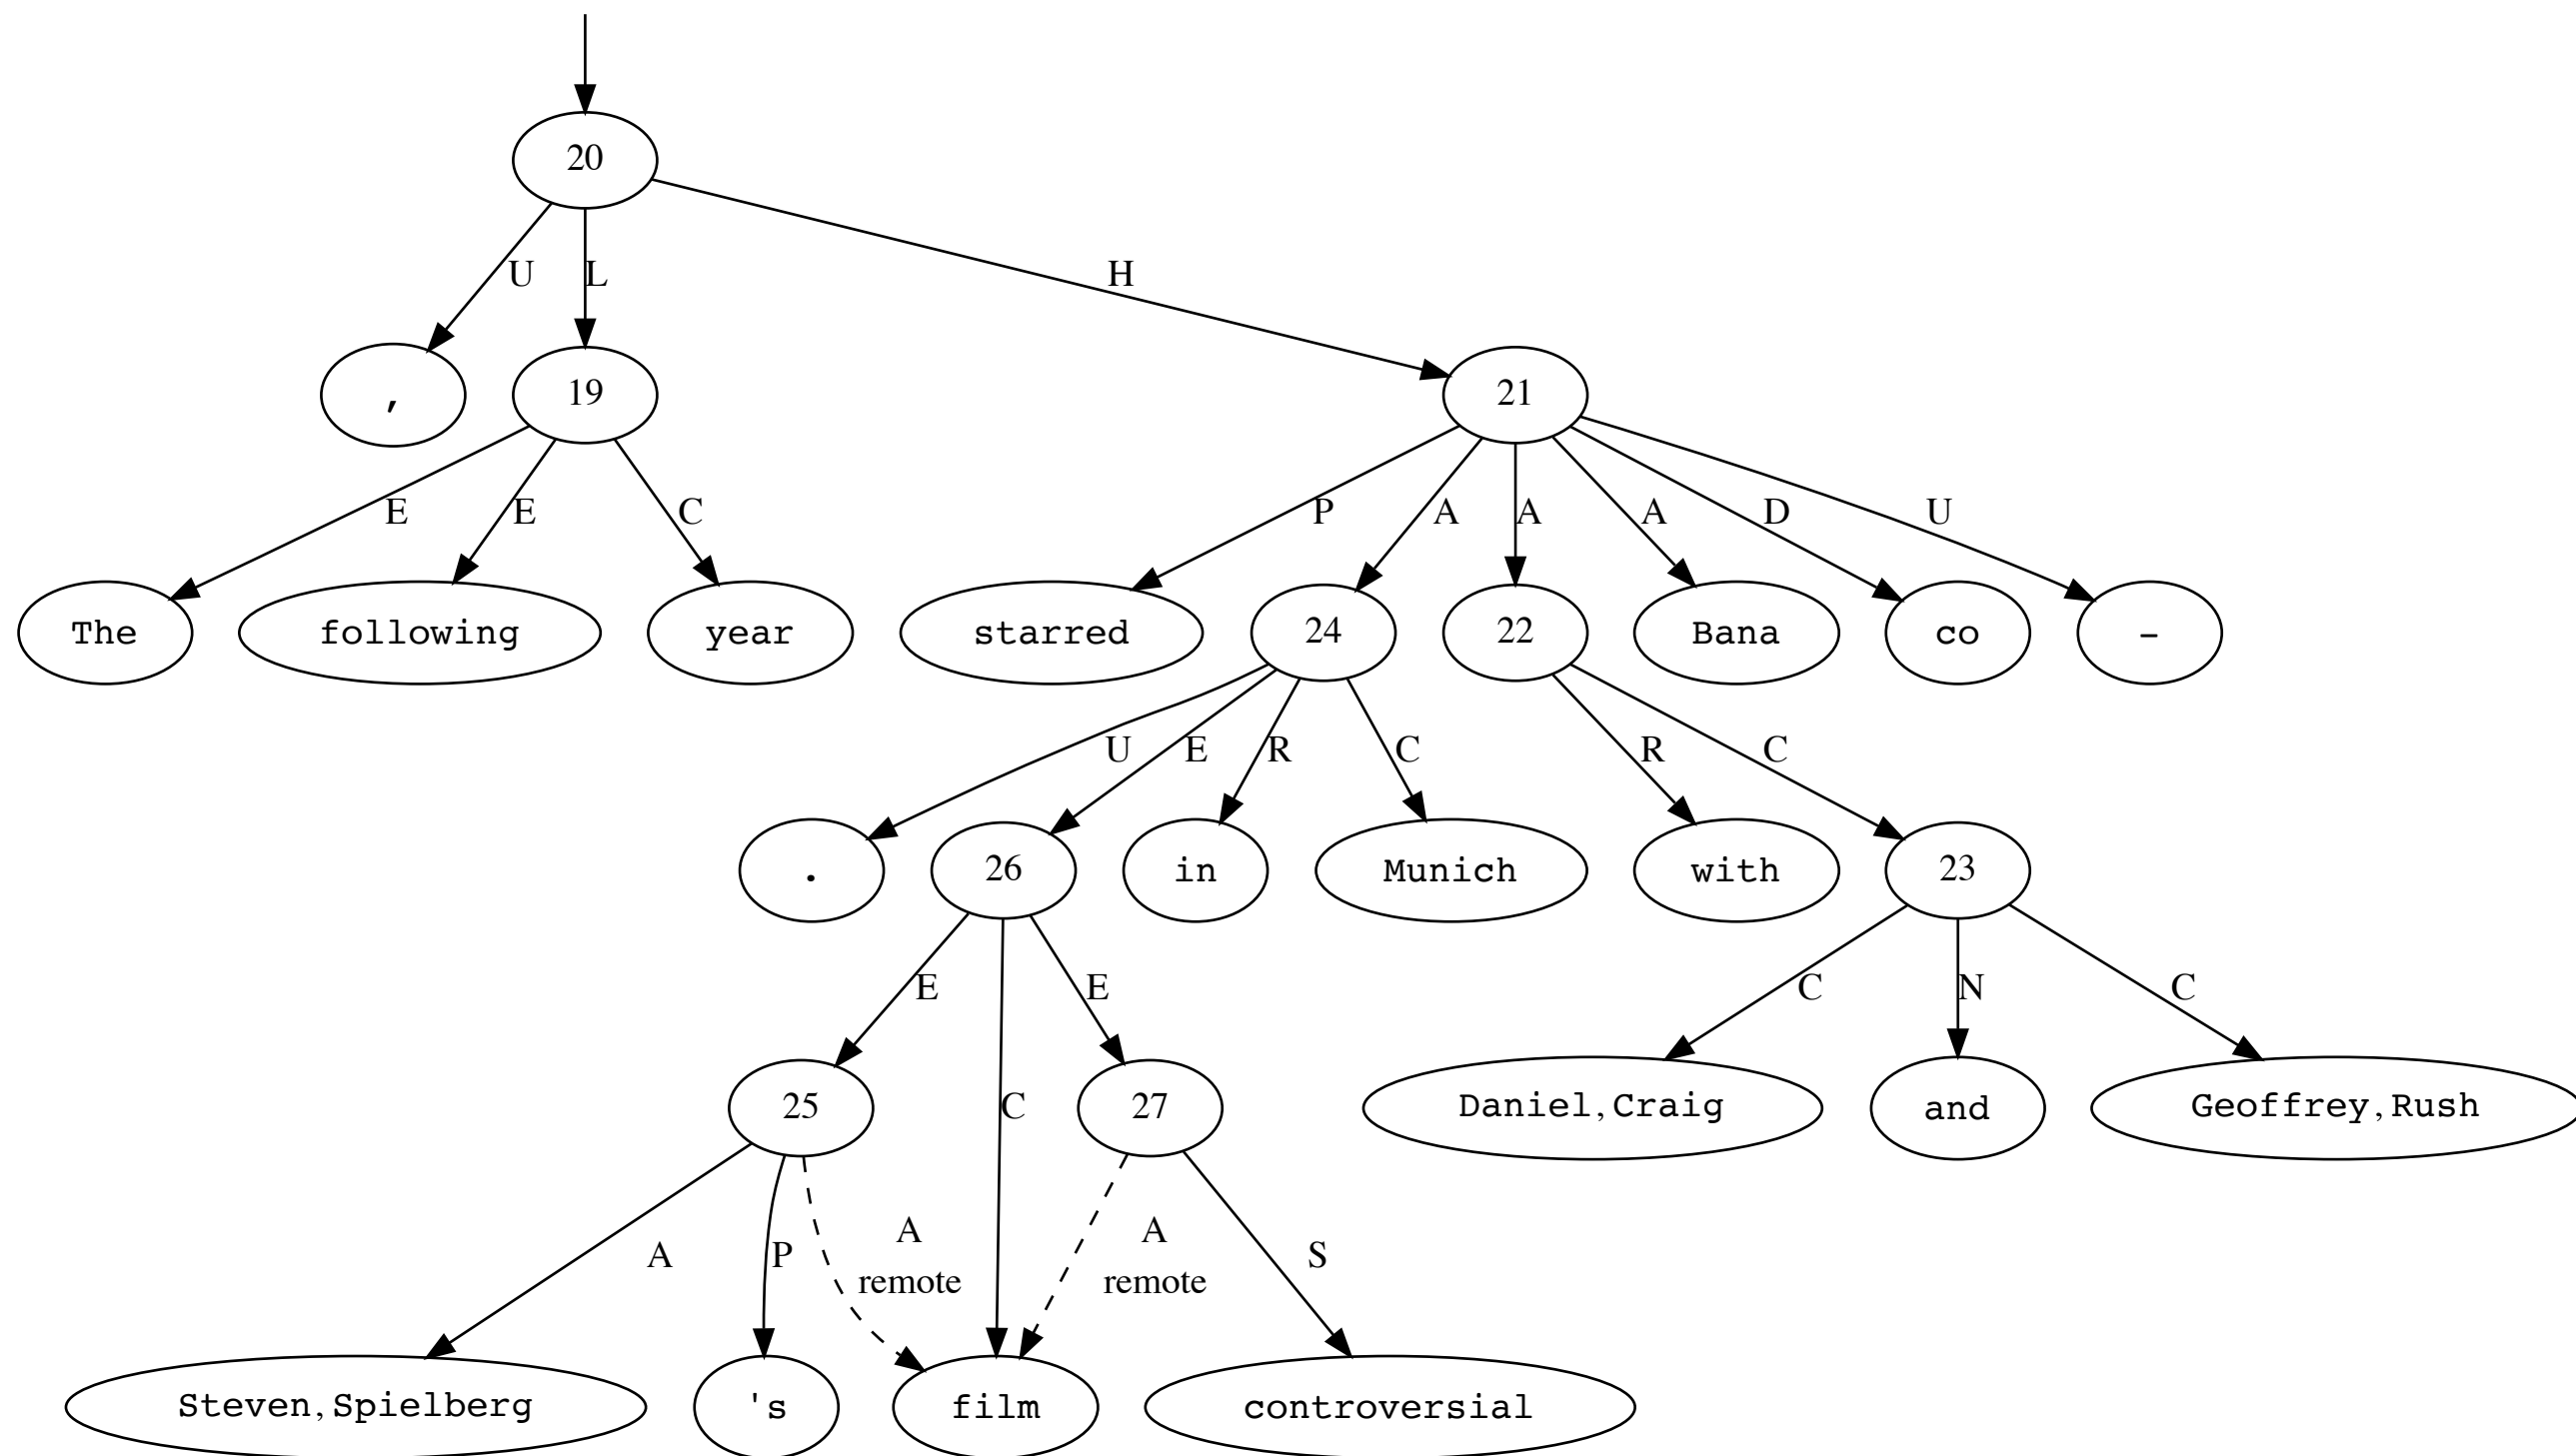 20
U L H
, 19 21
E E C P A A A D U
The following year starred 24 22 Bana co -
U E R C R C
. 26 in Munich with 23
E E C N C
25 C 27 Daniel,Craig and Geoffrey,Rush
A A
A P S
remote remote
Steven,Spielberg 's film controversial